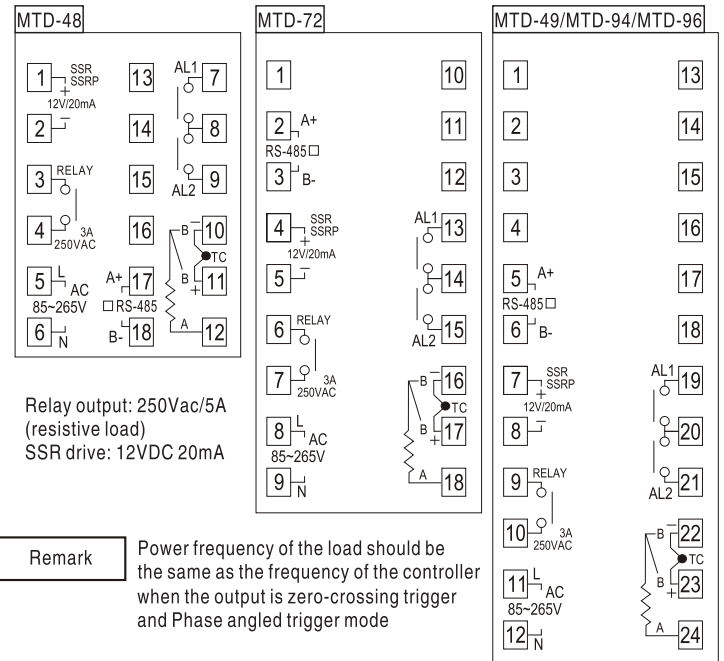 MTD-48
1 SSR SSRP + 12V/20mA
2 −
3 RELAY
4 3A 250VAC
5 L AC
85~265V
6 N
13
14
15
16
A+ 17
□ RS-485
B- 18
AL1 7
8
AL2 9
B − 10
TC
B + 11
A 12
Relay output: 250Vac/5A
(resistive load)
SSR drive: 12VDC 20mA
MTD-72
1
2 A+
RS-485□
3 B-
4 SSR SSRP + 12V/20mA
5 −
6 RELAY
7 3A 250VAC
8 L AC
85~265V
9 N
10
11
12
AL1 13
14
AL2 15
B − 16
TC
B + 17
A 18
MTD-49/MTD-94/MTD-96
1
2
3
4
5 A+
RS-485□
6 B-
7 SSR SSRP + 12V/20mA
8 −
9 RELAY
10 3A 250VAC
11 L AC
85~265V
12 N
13
14
15
16
17
18
AL1 19
20
AL2 21
B − 22
TC
B + 23
A 24
Remark
Power frequency of the load should be
the same as the frequency of the controller
when the output is zero-crossing trigger
and Phase angled trigger mode